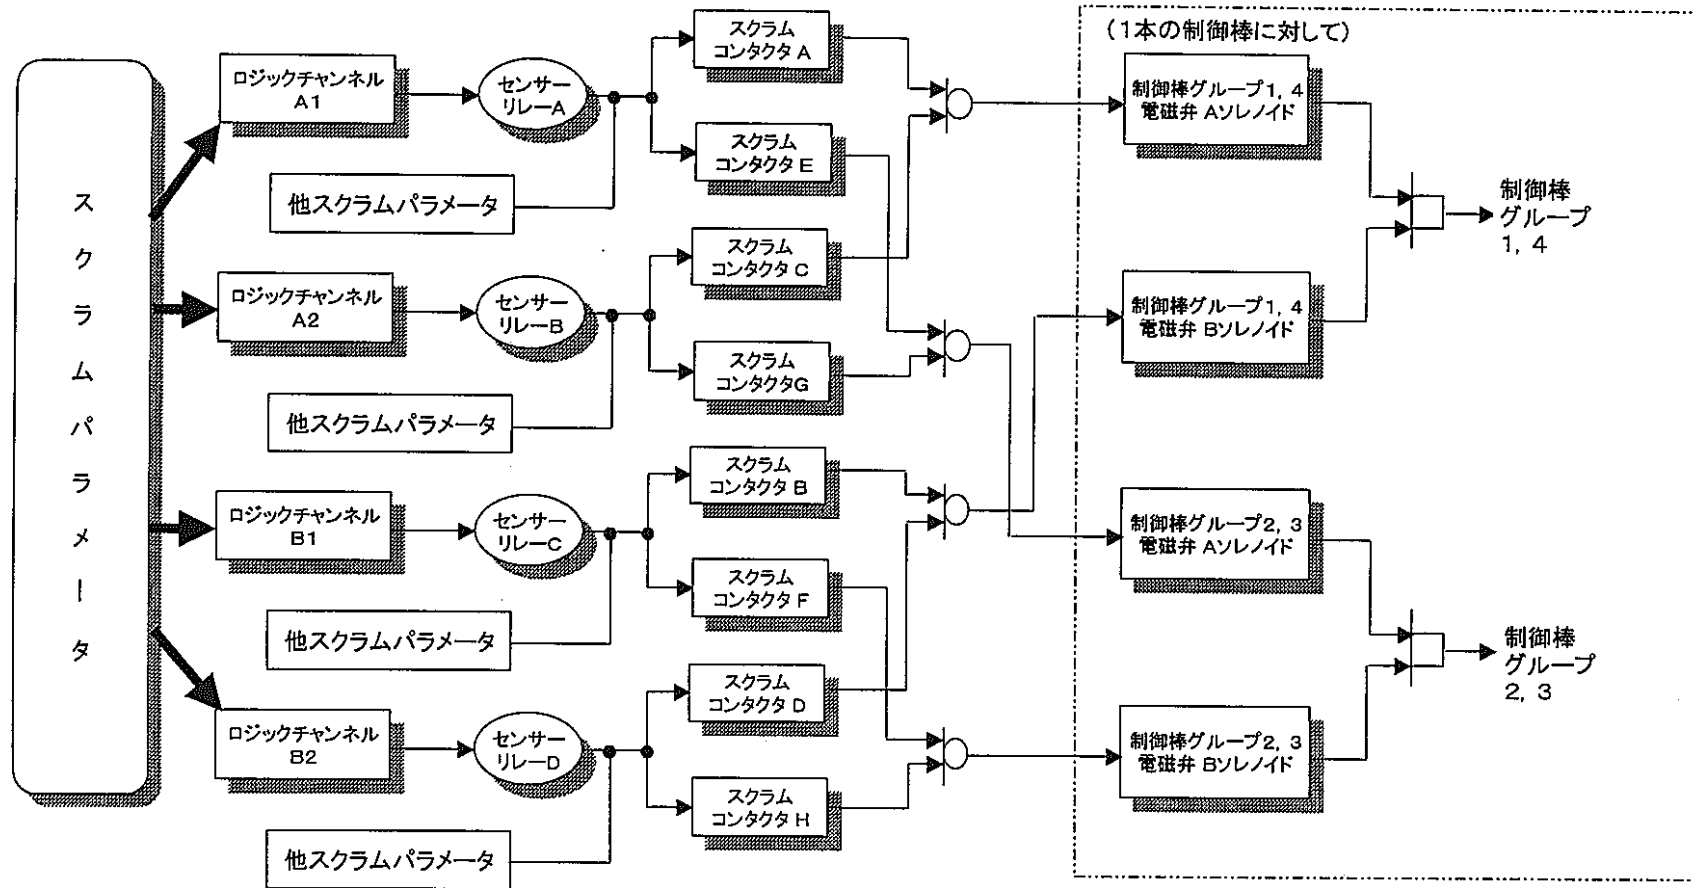 スクラムパラメータ
ロジックチャンネル
A1
センサー
リレーA
他スクラムパラメータ
スクラム
コンタクタ A
スクラム
コンタクタ E
ロジックチャンネル
A2
センサー
リレーB
他スクラムパラメータ
スクラム
コンタクタ C
スクラム
コンタクタG
ロジックチャンネル
B1
センサー
リレーC
他スクラムパラメータ
スクラム
コンタクタ B
スクラム
コンタクタ F
ロジックチャンネル
B2
センサー
リレーD
他スクラムパラメータ
スクラム
コンタクタ D
スクラム
コンタクタ H
(1本の制御棒に対して)
制御棒グループ1, 4
電磁弁 Aソレノイド
制御棒グループ1, 4
電磁弁 Bソレノイド
制御棒
グループ
1, 4
制御棒グループ2, 3
電磁弁 Aソレノイド
制御棒グループ2, 3
電磁弁 Bソレノイド
制御棒
グループ
2, 3